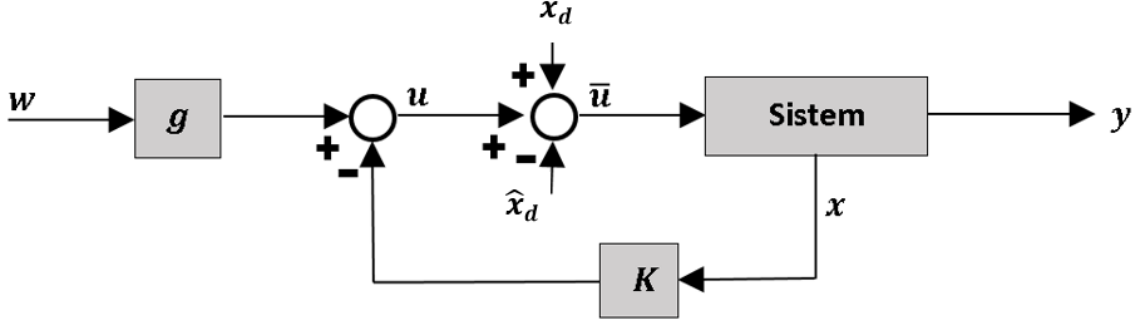 x_d
+
w
g
u
u̅
Sistem
y
+ -
+ -
x̂_d
x
K